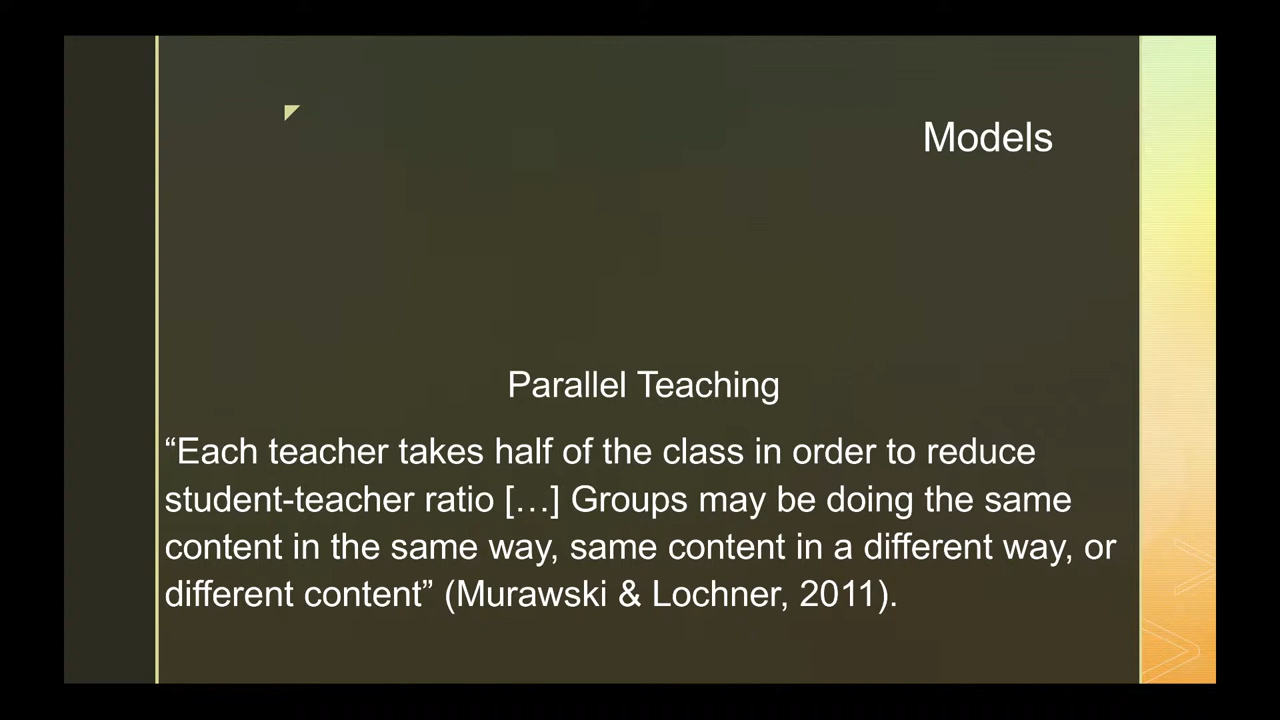 Models
Parallel Teaching
“Each teacher takes half of the class in order to reduce
student-teacher ratio […] Groups may be doing the same
content in the same way, same content in a different way, or
different content” (Murawski & Lochner, 2011).